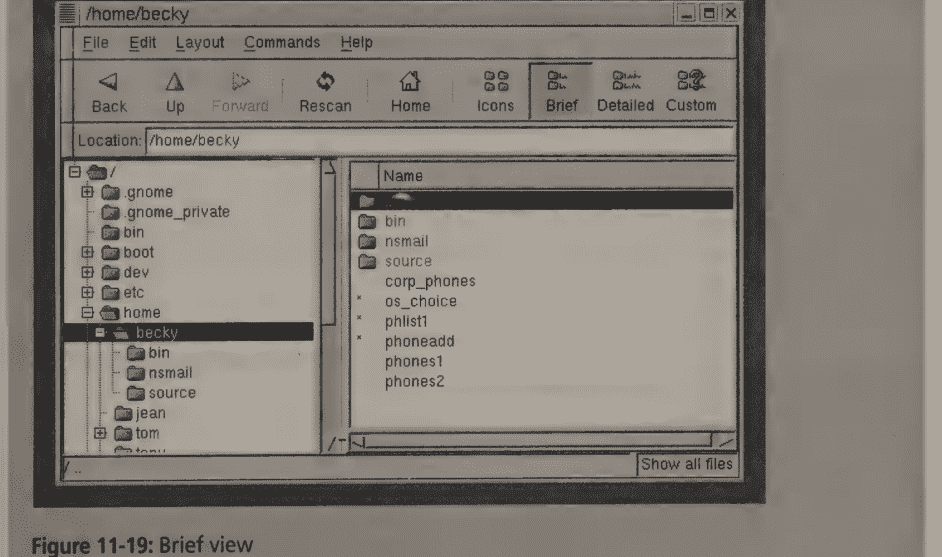 /home/becky
File Edit Layout Commands Help
Back Up Forward Rescan Home Icons Brief Detailed Custom
Location: /home/becky
/
.gnome
.gnome_private
bin
boot
dev
etc
home
becky
bin
nsmail
source
jean
tom
Name
bin
nsmail
source
corp_phones
os_choice
phlist1
phoneadd
phones1
phones2
/ ..
Show all files
Figure 11-19: Brief view